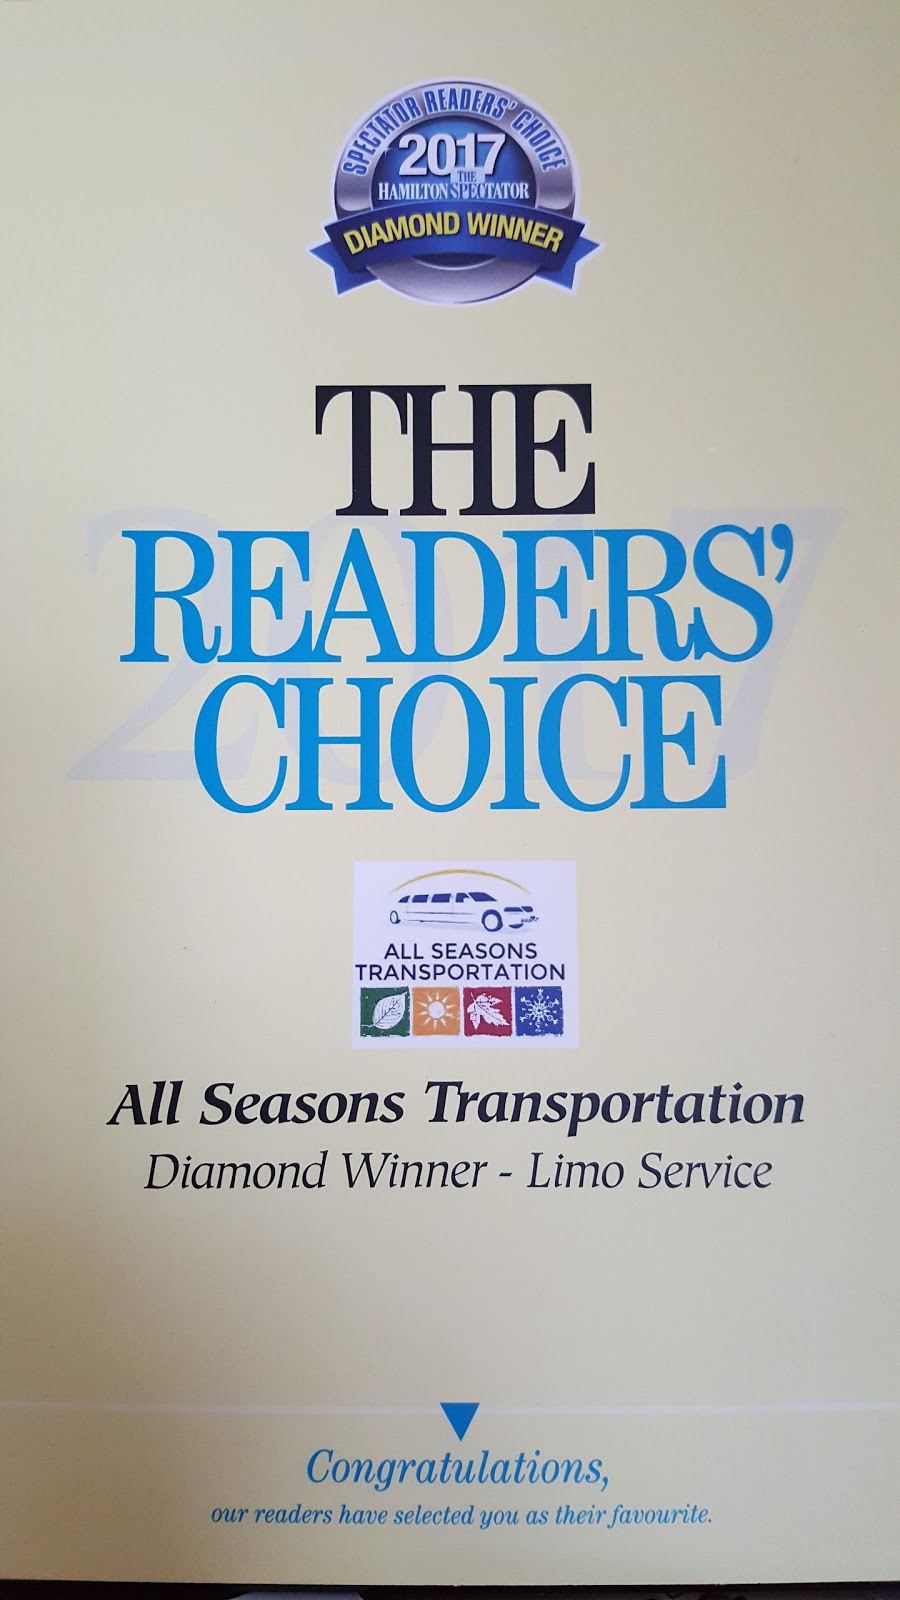 SPECTATOR READERS' CHOICE
2017
THE
HAMILTON SPECTATOR
DIAMOND WINNER
2017
THE
READERS'
CHOICE
ALL SEASONS
TRANSPORTATION
All Seasons Transportation
Diamond Winner - Limo Service
Congratulations,
our readers have selected you as their favourite.